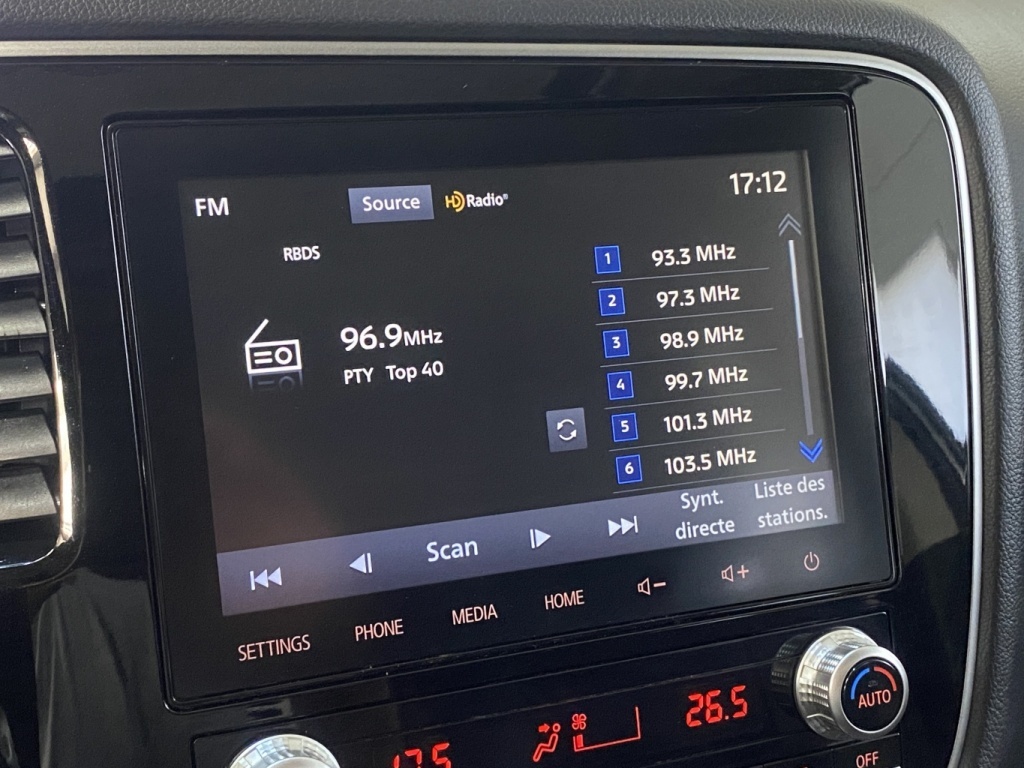 FM
Source
HD Radio®
17:12
RBDS
96.9MHz
PTY Top 40
1 93.3 MHz
2 97.3 MHz
3 98.9 MHz
4 99.7 MHz
5 101.3 MHz
6 103.5 MHz
Scan
Synt.
directe
Liste des
stations.
SETTINGS
PHONE
MEDIA
HOME
17.5
26.5
AUTO
OFF